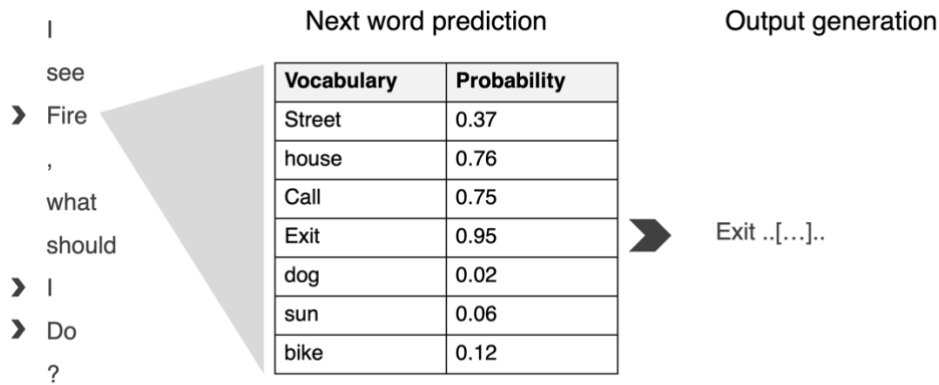 I
see
Fire
,
what
should
I
Do
?
Next word prediction
Vocabulary Probability
Street 0.37
house 0.76
Call 0.75
Exit 0.95
dog 0.02
sun 0.06
bike 0.12
Output generation
Exit ..[...]..